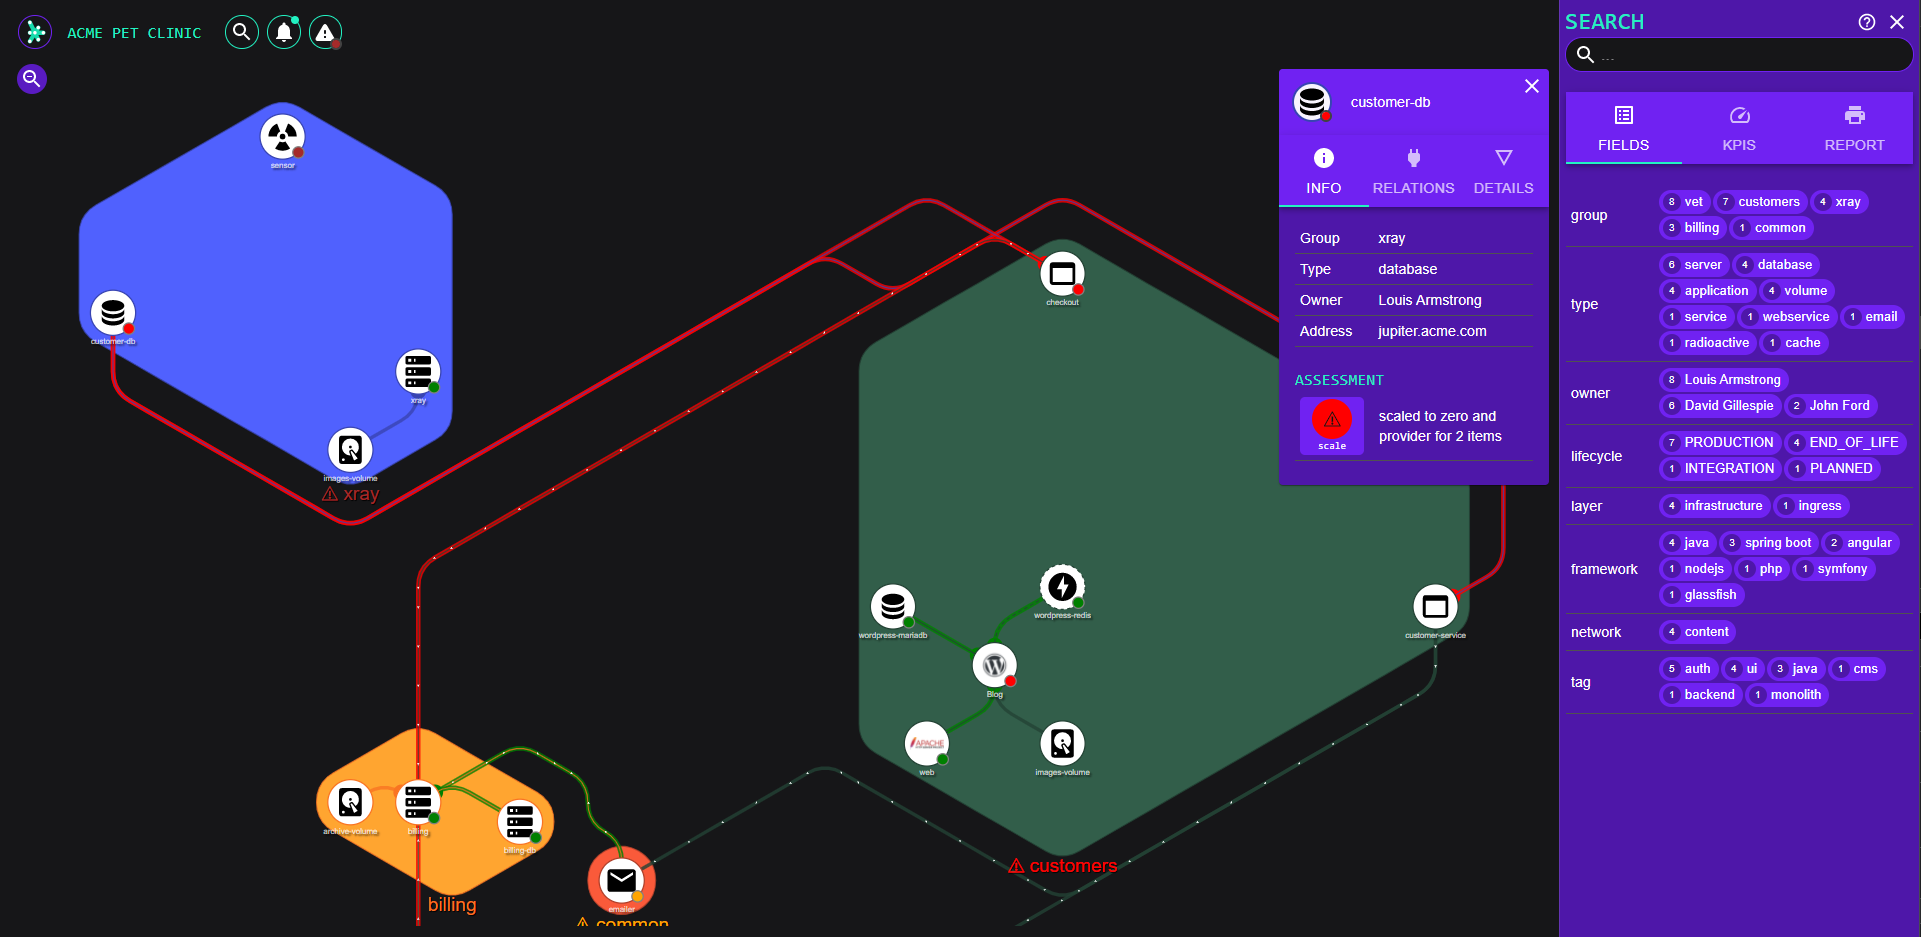 ACME PET CLINIC
sensor
customer-db
xray
images-volume
xray
checkout
wordpress-mariadb
wordpress-redis
Blog
APACHE
web
images-volume
customer-service
customers
archive-volume
billing
billing-db
billing
emailer
common
customer-db
INFO RELATIONS DETAILS
Group xray
Type database
Owner Louis Armstrong
Address jupiter.acme.com
ASSESSMENT
scale
scaled to zero and
provider for 2 items
SEARCH
...
FIELDS KPIS REPORT
group 8 vet 7 customers 4 xray
3 billing 1 common
type 6 server 4 database
4 application 4 volume
1 service 1 webservice 1 email
1 radioactive 1 cache
owner 8 Louis Armstrong
6 David Gillespie 2 John Ford
lifecycle 7 PRODUCTION 4 END_OF_LIFE
1 INTEGRATION 1 PLANNED
layer 4 infrastructure 1 ingress
framework 4 java 3 spring boot 2 angular
1 nodejs 1 php 1 symfony
1 glassfish
network 4 content
tag 5 auth 4 ui 3 java 1 cms
1 backend 1 monolith